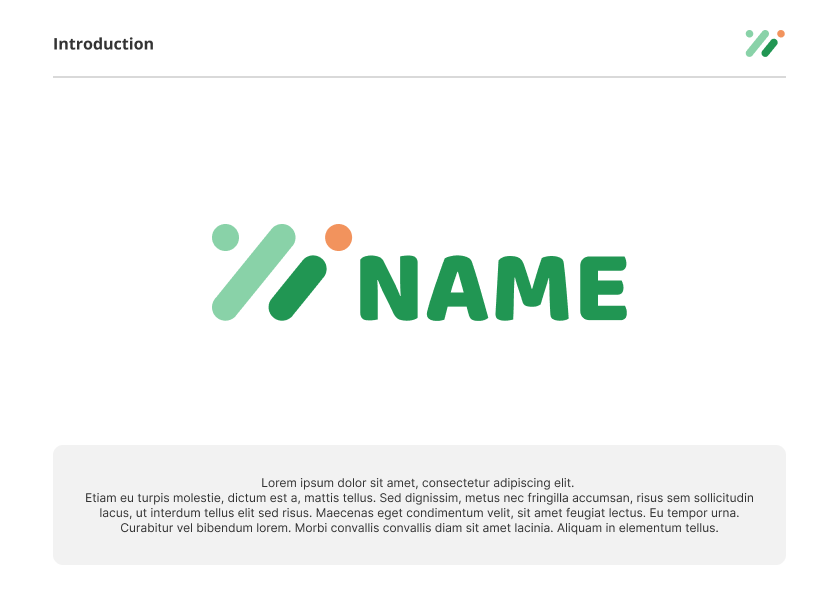 Introduction
NAME
Lorem ipsum dolor sit amet, consectetur adipiscing elit.
Etiam eu turpis molestie, dictum est a, mattis tellus. Sed dignissim, metus nec fringilla accumsan, risus sem sollicitudin
lacus, ut interdum tellus elit sed risus. Maecenas eget condimentum velit, sit amet feugiat lectus. Eu tempor urna.
Curabitur vel bibendum lorem. Morbi convallis convallis diam sit amet lacinia. Aliquam in elementum tellus.